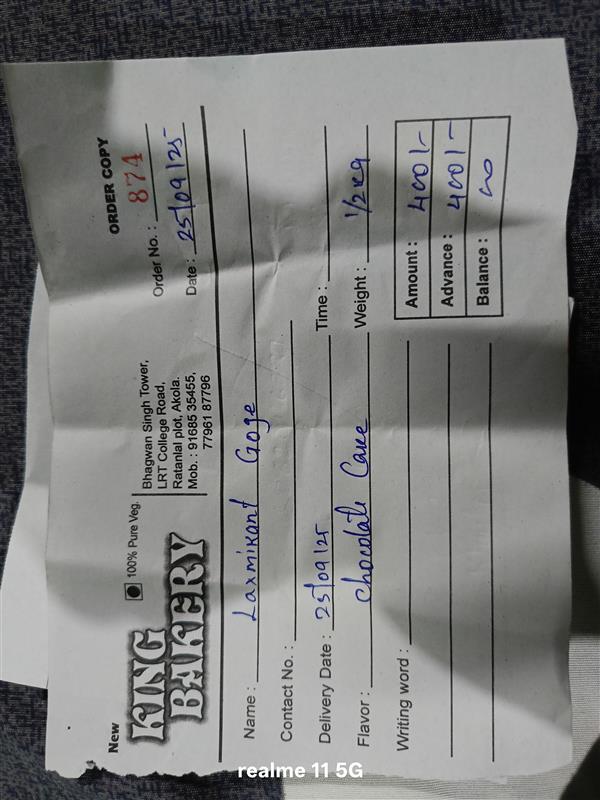 New
KING
BAKERY
100% Pure Veg.
Bhagwan Singh Tower,
LRT College Road,
Ratanlal plot, Akola.
Mob. : 91685 35455,
77961 87796
ORDER COPY
Order No. : 874
Date : 25/09/25
Name : Laxmikant Goge
Contact No. :
Delivery Date : 25/09/25 Time :
Flavor : Chocolate Cake Weight : 1/2 kg
Writing word :
Amount : 400/-
Advance : 400/-
Balance :
realme 11 5G